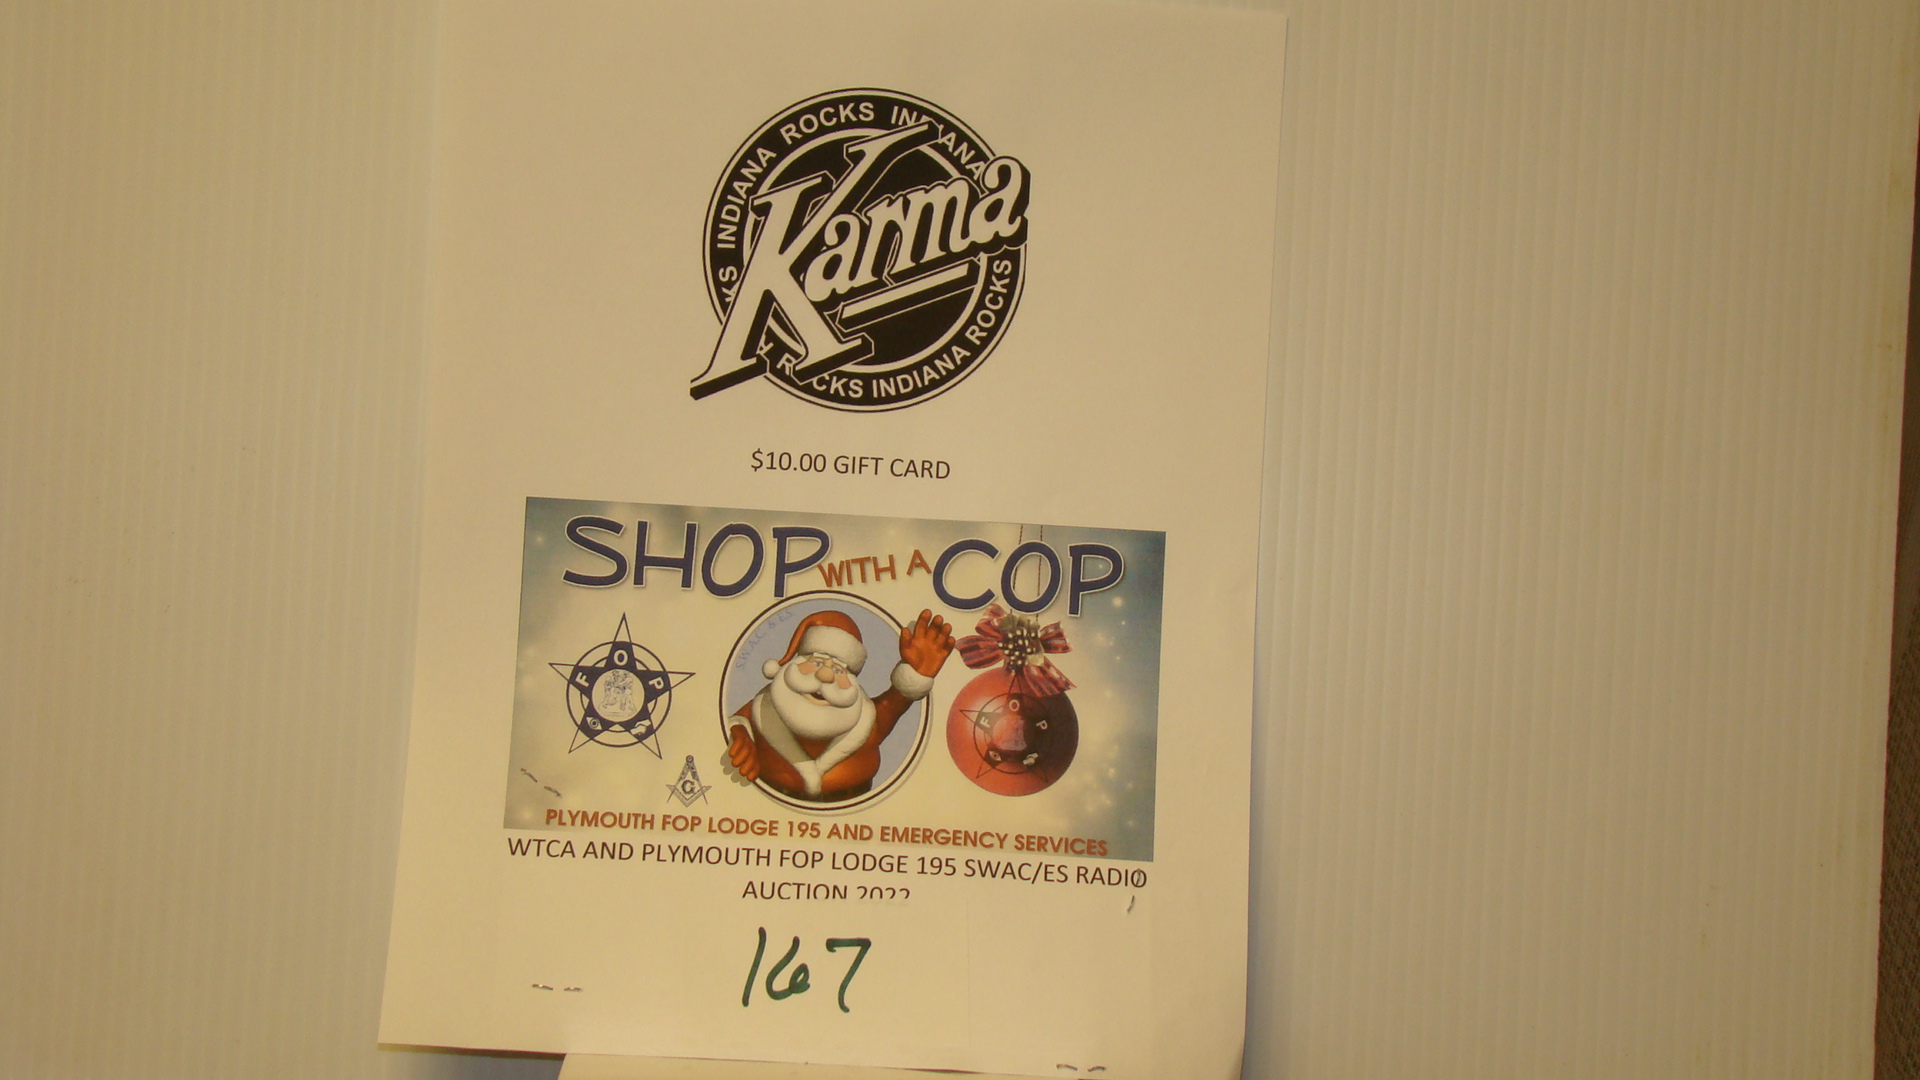 INDIANA ROCKS INDIANA ROCKS INDIANA ROCKS
Karma
$10.00 GIFT CARD
SHOP WITH A COP
S.W.A.C. & E.S.
F O P
F O P
G
PLYMOUTH FOP LODGE 195 AND EMERGENCY SERVICES
WTCA AND PLYMOUTH FOP LODGE 195 SWAC/ES RADIO
AUCTION 2022
167